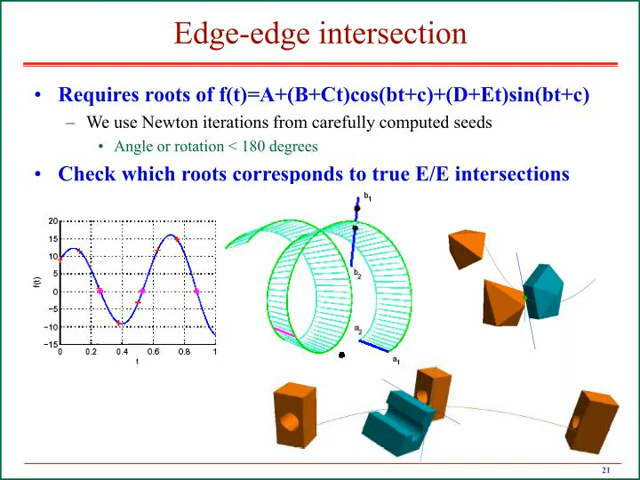 Edge-edge intersection
• Requires roots of f(t)=A+(B+Ct)cos(bt+c)+(D+Et)sin(bt+c)
– We use Newton iterations from carefully computed seeds
• Angle or rotation < 180 degrees
• Check which roots corresponds to true E/E intersections
20
15
10
5
0
−5
−10
−15
f(t)
0 0.2 0.4 0.6 0.8 1
t
b1
b2
a2
a1
21